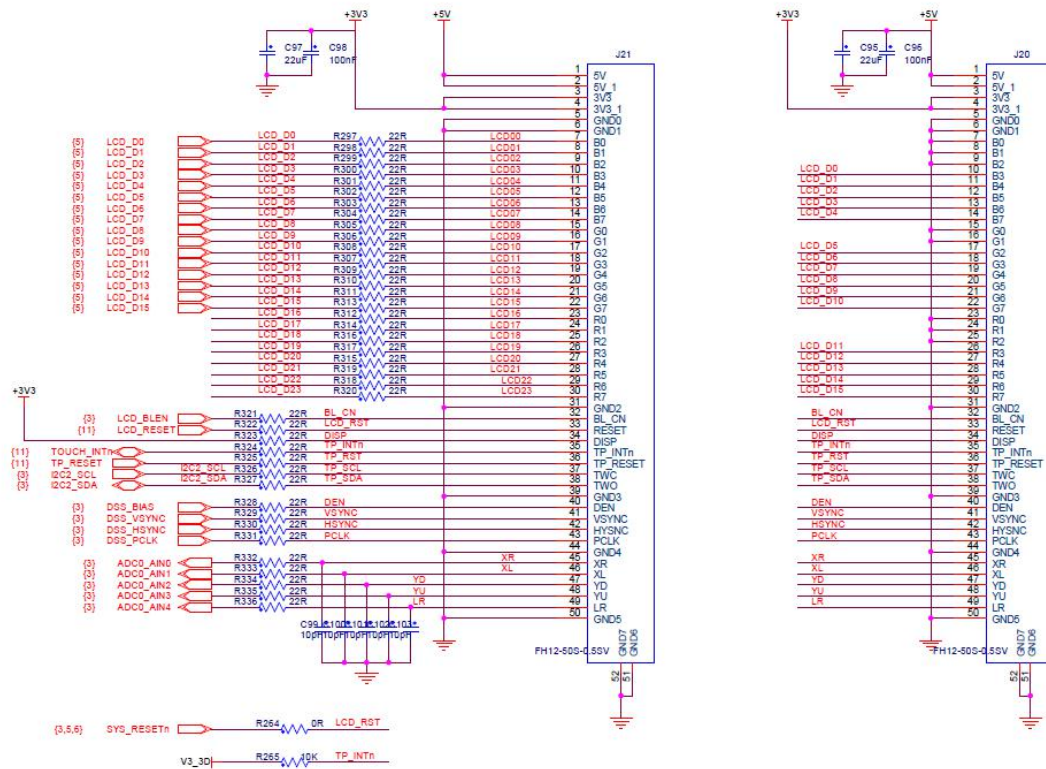 +3V3 +5V +3V3 +5V
C97 22uF C98 100nF J21 C95 22uF C96 100nF J20
1 5V 1 5V
2 5V_1 2 5V_1
3 3V3 3 3V3
4 3V3_1 4 3V3_1
5 GND0 5 GND0
6 GND1 6 GND1
{5} LCD_D0 LCD_D0 R297 22R LCD00 7 B0 7 B0
{5} LCD_D1 LCD_D1 R298 22R LCD01 8 B1 8 B1
{5} LCD_D2 LCD_D2 R299 22R LCD02 9 B2 9 B2
{5} LCD_D3 LCD_D3 R300 22R LCD03 10 B3 LCD_D0 10 B3
{5} LCD_D4 LCD_D4 R301 22R LCD04 11 B4 LCD_D1 11 B4
{5} LCD_D5 LCD_D5 R302 22R LCD05 12 B5 LCD_D2 12 B5
{5} LCD_D6 LCD_D6 R303 22R LCD06 13 B6 LCD_D3 13 B6
{5} LCD_D7 LCD_D7 R304 22R LCD07 14 B7 LCD_D4 14 B7
{5} LCD_D8 LCD_D8 R305 22R LCD08 15 G0 15 G0
{5} LCD_D9 LCD_D9 R306 22R LCD09 16 G1 16 G1
{5} LCD_D10 LCD_D10 R308 22R LCD10 17 G2 LCD_D5 17 G2
{5} LCD_D11 LCD_D11 R307 22R LCD11 18 G3 LCD_D6 18 G3
{5} LCD_D12 LCD_D12 R309 22R LCD12 19 G4 LCD_D7 19 G4
{5} LCD_D13 LCD_D13 R310 22R LCD13 20 G5 LCD_D8 20 G5
{5} LCD_D14 LCD_D14 R311 22R LCD14 21 G6 LCD_D9 21 G6
{5} LCD_D15 LCD_D15 R313 22R LCD15 22 G7 LCD_D10 22 G7
LCD_D16 R312 22R LCD16 23 R0 23 R0
LCD_D17 R314 22R LCD17 24 R1 24 R1
LCD_D18 R316 22R LCD18 25 R2 25 R2
LCD_D19 R317 22R LCD19 26 R3 LCD_D11 26 R3
LCD_D20 R315 22R LCD20 27 R4 LCD_D12 27 R4
LCD_D21 R319 22R LCD21 28 R5 LCD_D13 28 R5
LCD_D22 R318 22R LCD22 29 R6 LCD_D14 29 R6
LCD_D23 R320 22R LCD23 30 R7 LCD_D15 30 R7
+3V3 31 GND2 31 GND2
{3} LCD_BLEN R321 22R BL_CN 32 BL_CN BL_CN 32 BL_CN
{11} LCD_RESET R322 22R LCD_RST 33 RESET LCD_RST 33 RESET
R323 22R DISP 34 DISP DISP 34 DISP
{11} TOUCH_INTn R324 22R TP_INTn 35 TP_INTn TP_INTn 35 TP_INTn
{11} TP_RESET R325 22R TP_RST 36 TP_RESET TP_RST 36 TP_RESET
{3} I2C2_SCL I2C2_SCL R326 22R TP_SCL 37 TWC TP_SCL 37 TWC
{3} I2C2_SDA I2C2_SDA R327 22R TP_SDA 38 TWO TP_SDA 38 TWO
39 GND3 39 GND3
{3} DSS_BIAS R328 22R DEN 40 DEN DEN 40 DEN
{3} DSS_VSYNC R329 22R VSYNC 41 VSYNC VSYNC 41 VSYNC
{3} DSS_HSYNC R330 22R HSYNC 42 HYSNC HSYNC 42 HYSNC
{3} DSS_PCLK R331 22R PCLK 43 PCLK PCLK 43 PCLK
44 GND4 44 GND4
{3} ADC0_AIN0 R332 22R XR 45 XR XR 45 XR
{3} ADC0_AIN1 R333 22R XL 46 XL XL 46 XL
{3} ADC0_AIN2 R334 22R YD 47 YD YD 47 YD
{3} ADC0_AIN3 R335 22R YU 48 YU YU 48 YU
{3} ADC0_AIN4 R336 22R LR 49 LR LR 49 LR
50 GND5 50 GND5
C99 10pF 10pF 10pF 10pF 10pF
GND7 GND6 GND7 GND6
FH12-50S-0.5SV FH12-50S-0.5SV
52 51 52 51
{3,5,6} SYS_RESETn R264 0R LCD_RST
V3_3D R265 10K TP_INTn